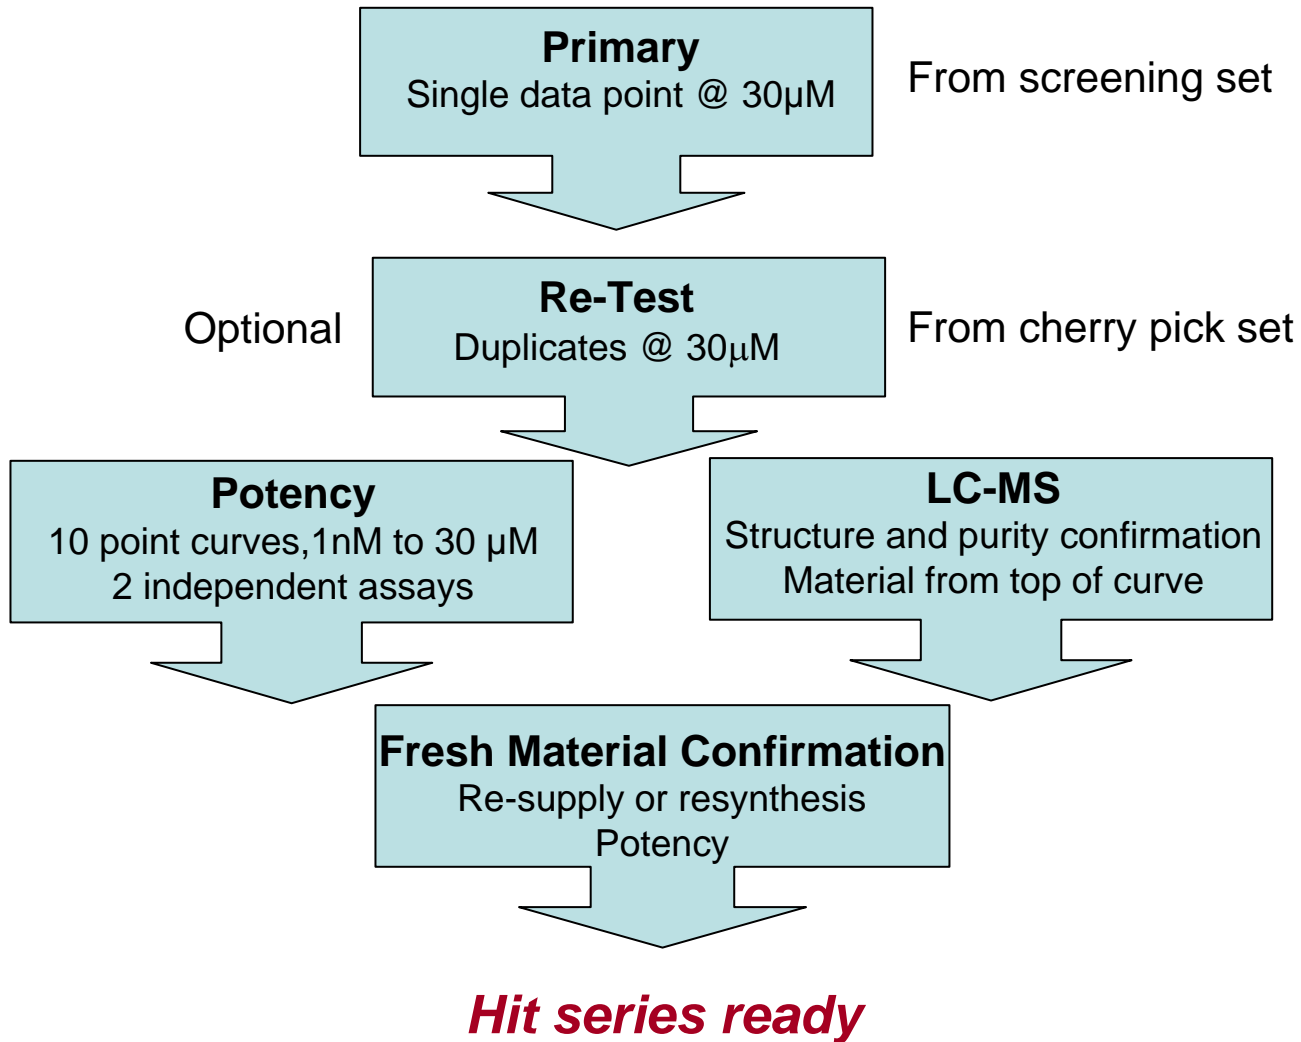 Primary
Single data point @ 30µM
From screening set
Optional
Re-Test
Duplicates @ 30μM
From cherry pick set
Potency
10 point curves,1nM to 30 µM
2 independent assays
LC-MS
Structure and purity confirmation
Material from top of curve
Fresh Material Confirmation
Re-supply or resynthesis
Potency
Hit series ready